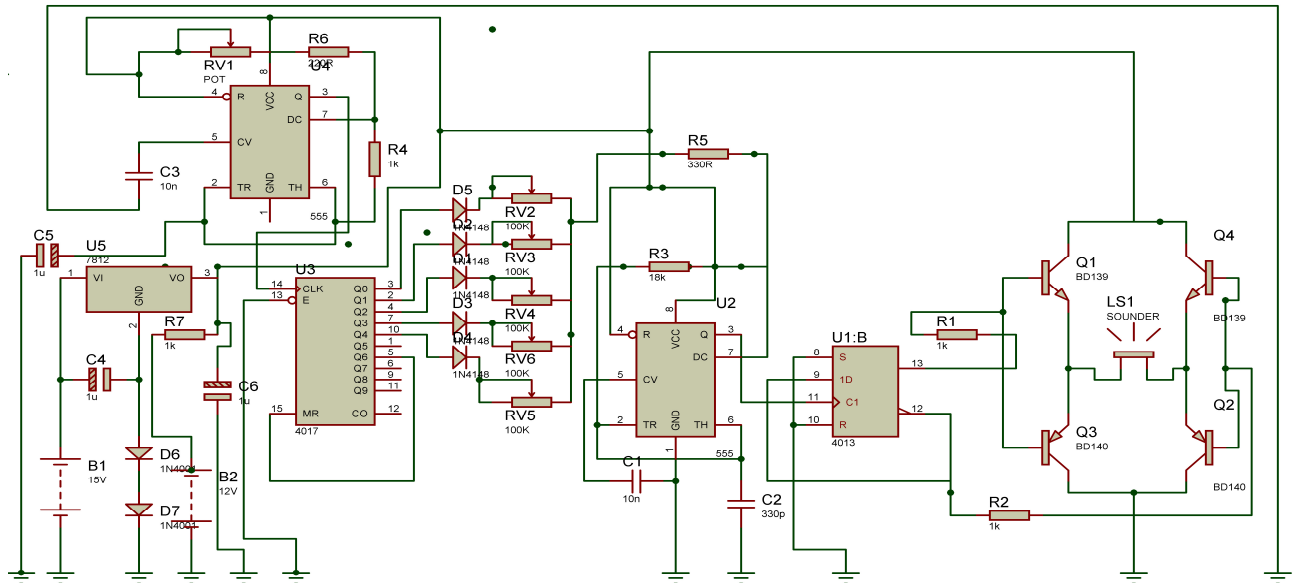 RV1
POT
R6
220R
U4
4
R
VCC
8
Q
3
DC
7
5
CV
2
TR
GND
1
TH
6
555
C3
10n
R4
1k
C5
1u
U5
7812
1
VI
VO
3
GND
2
R7
1k
C4
1u
C6
1u
B1
15V
D6
1N4001
D7
1N4001
B2
12V
U3
14
CLK
13
E
Q0
3
Q1
2
Q2
4
Q3
7
Q4
10
Q5
1
Q6
5
Q7
6
Q8
9
Q9
11
15
MR
CO
12
4017
D5
1N4148
D2
1N4148
D1
1N4148
D3
1N4148
D4
1N4148
RV2
100K
RV3
100K
RV4
100K
RV6
100K
RV5
100K
R5
330R
R3
18k
U2
4
R
VCC
8
Q
3
DC
7
5
CV
2
TR
GND
1
TH
6
555
C1
10n
C2
330p
U1:B
S
9
1D
11
C1
10
R
13
12
4013
R1
1k
R2
1k
Q1
BD139
Q3
BD140
LS1
SOUNDER
Q4
BD139
Q2
BD140